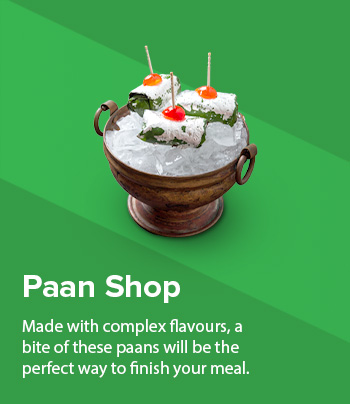 Paan Shop
Made with complex flavours, a
bite of these paans will be the
perfect way to finish your meal.